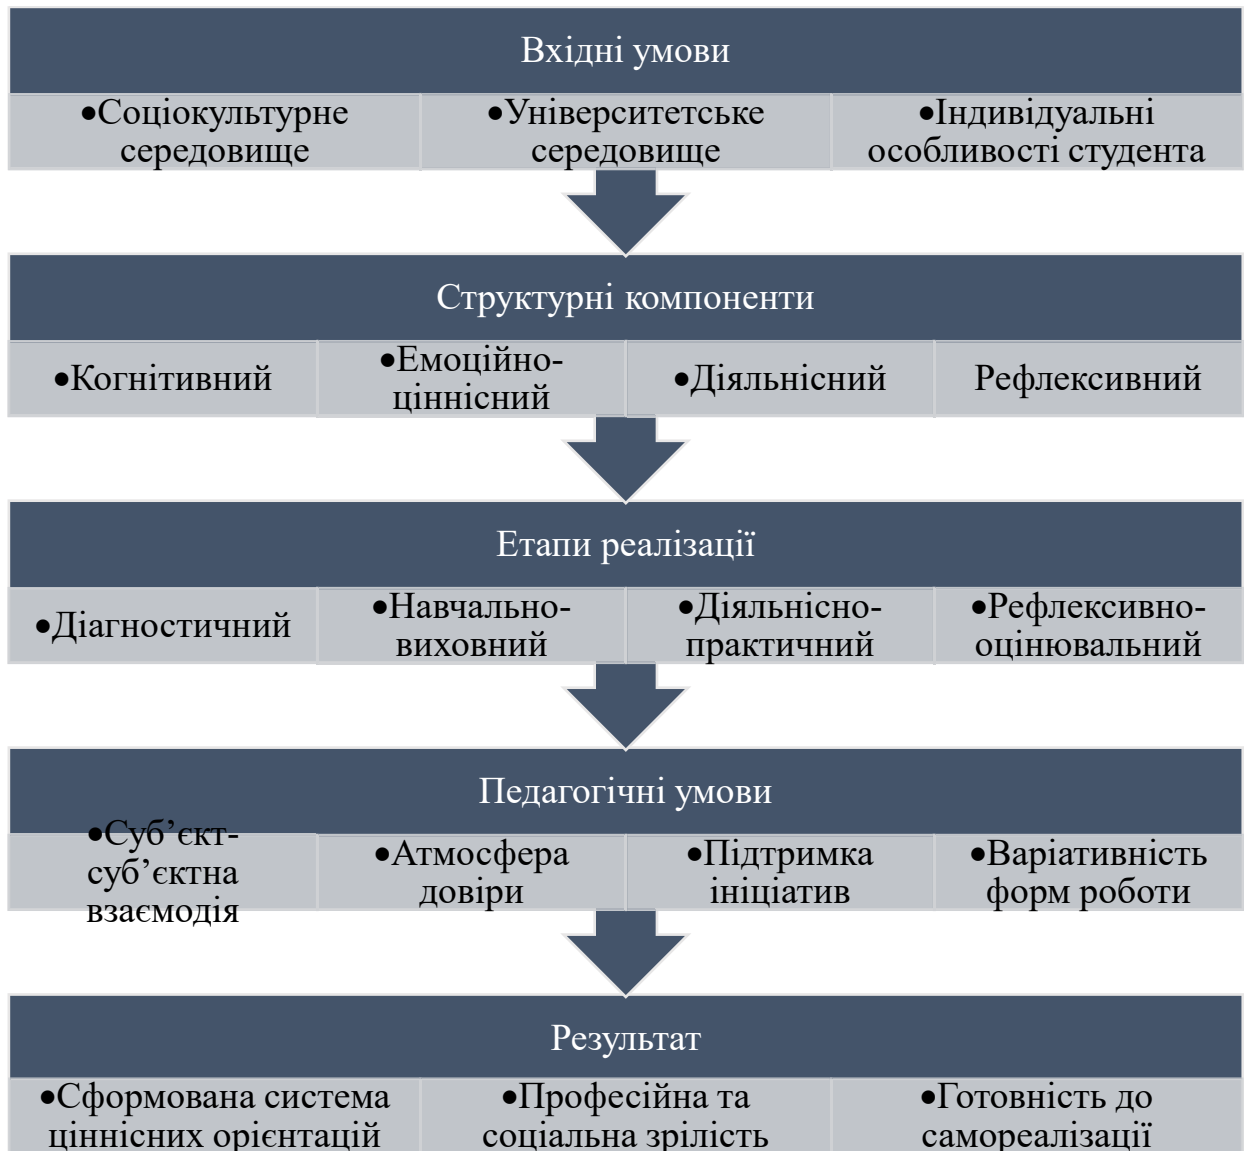 Вхідні умови
•Соціокультурне
середовище
•Університетське
середовище
•Індивідуальні
особливості студента
Структурні компоненти
•Когнітивний
•Емоційно-
ціннісний
•Діяльнісний
Рефлексивний
Етапи реалізації
•Діагностичний
•Навчально-
виховний
•Діяльнісно-
практичний
•Рефлексивно-
оцінювальний
Педагогічні умови
•Суб’єкт-
суб’єктна
взаємодія
•Атмосфера
довіри
•Підтримка
ініціатив
•Варіативність
форм роботи
Результат
•Сформована система
ціннісних орієнтацій
•Професійна та
соціальна зрілість
•Готовність до
самореалізації